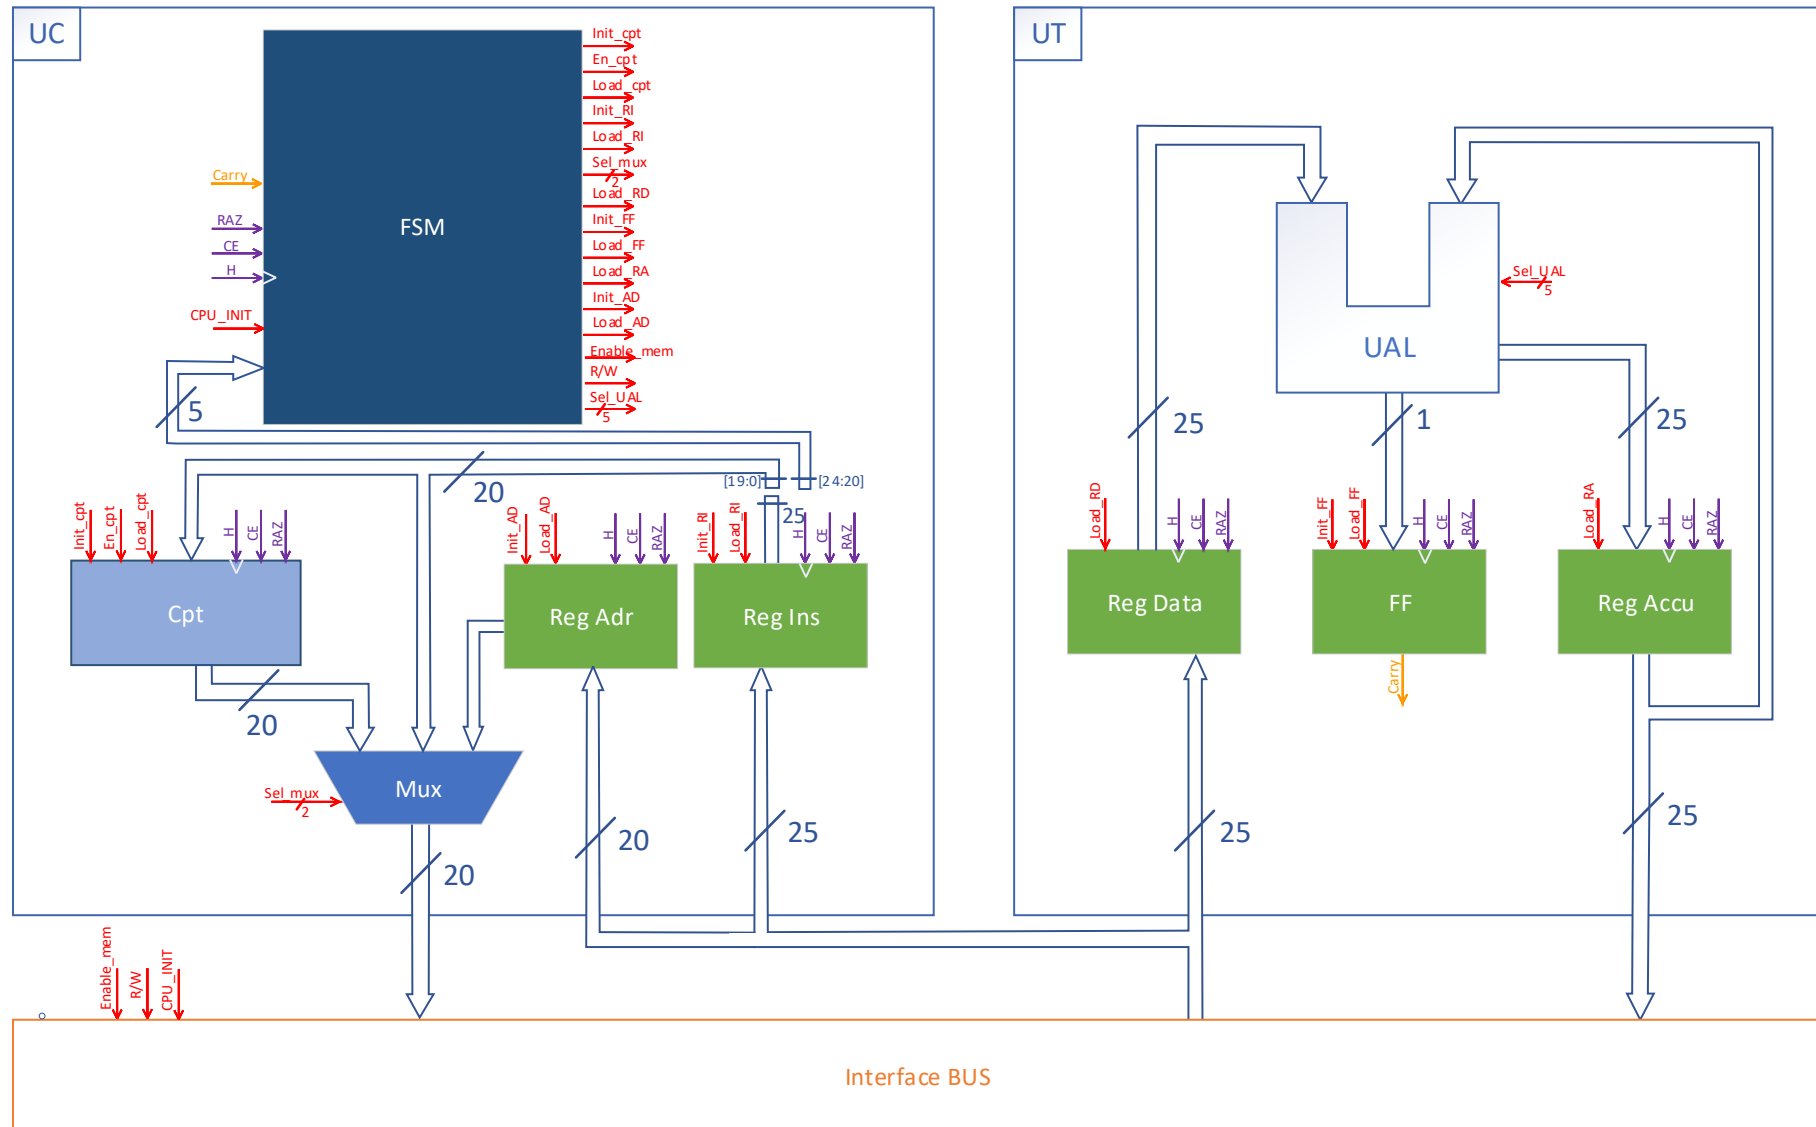 UC
UT
FSM
Carry
RAZ
CE
H
CPU_INIT
Init_cpt
En_cpt
Load_cpt
Init_RI
Load_RI
Sel_mux
2
Load_RD
Init_FF
Load_FF
Load_RA
Init_AD
Load_AD
Enable_mem
R/W
Sel_UAL
5
5
20
[19:0]
[24:20]
25
Init_cpt
En_cpt
Load_cpt
H
CE
RAZ
Cpt
Init_AD
Load_AD
H
CE
RAZ
Reg Adr
Init_RI
Load_RI
H
CE
RAZ
Reg Ins
20
Sel_mux
2
Mux
20
20
25
UAL
Sel_UAL
5
25
1
25
Load_RD
H
CE
RAZ
Reg Data
Init_FF
Load_FF
H
CE
RAZ
FF
Carry
Load_RA
H
CE
RAZ
Reg Accu
25
25
Enable_mem
R/W
CPU_INIT
Interface BUS